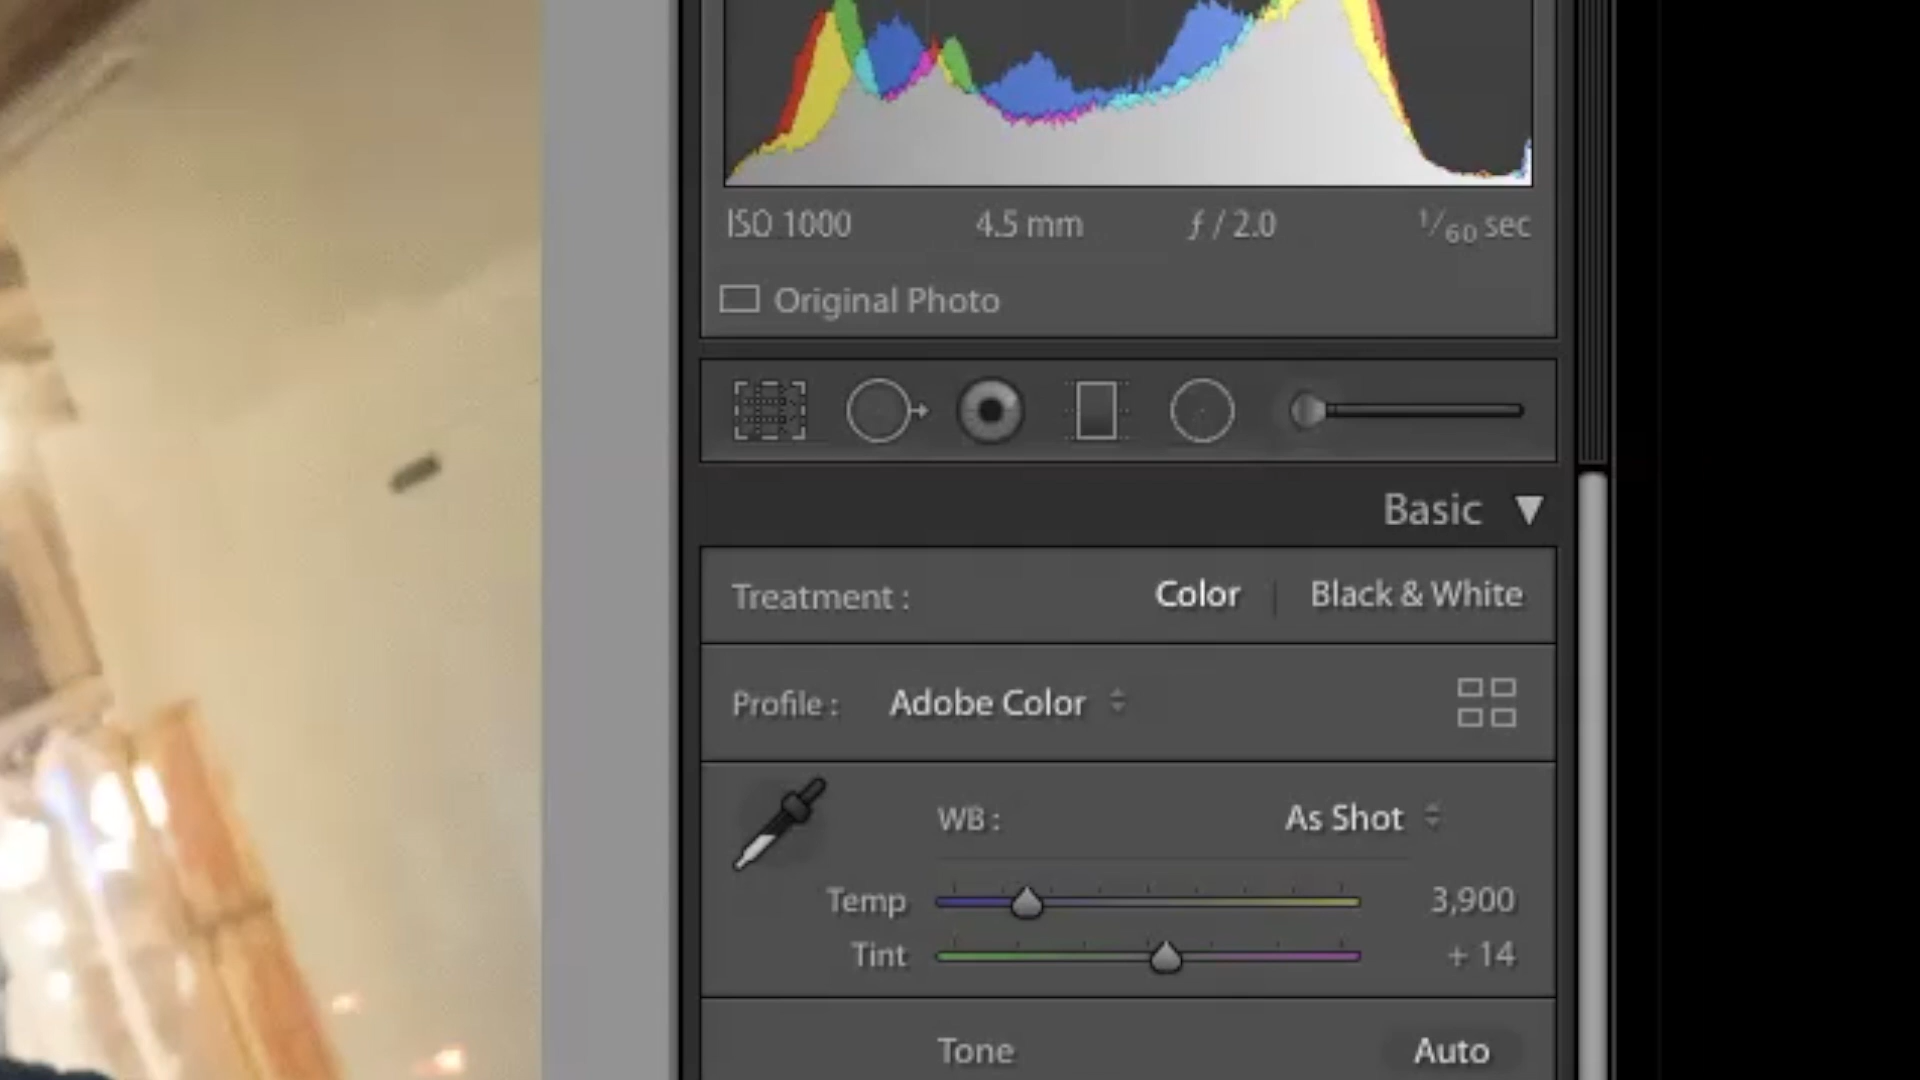 ISO 1000 4.5 mm ƒ / 2.0 1/60 sec
Original Photo
Basic
Treatment : Color Black & White
Profile : Adobe Color
WB : As Shot
Temp 3,900
Tint + 14
Tone Auto